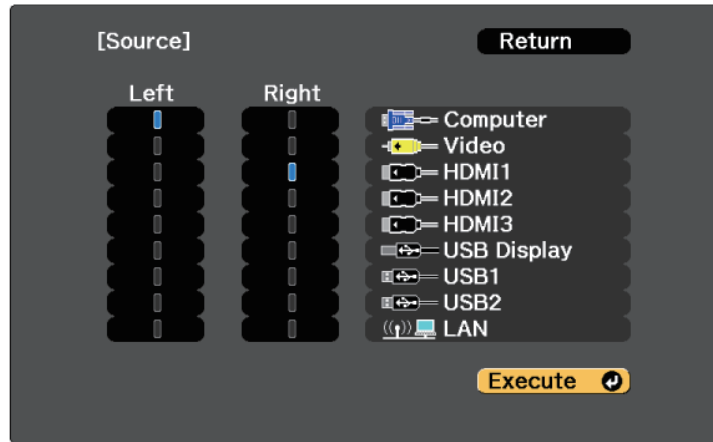 [Source] Return
Left Right
Computer
Video
HDMI1
HDMI2
HDMI3
USB Display
USB1
USB2
LAN
Execute